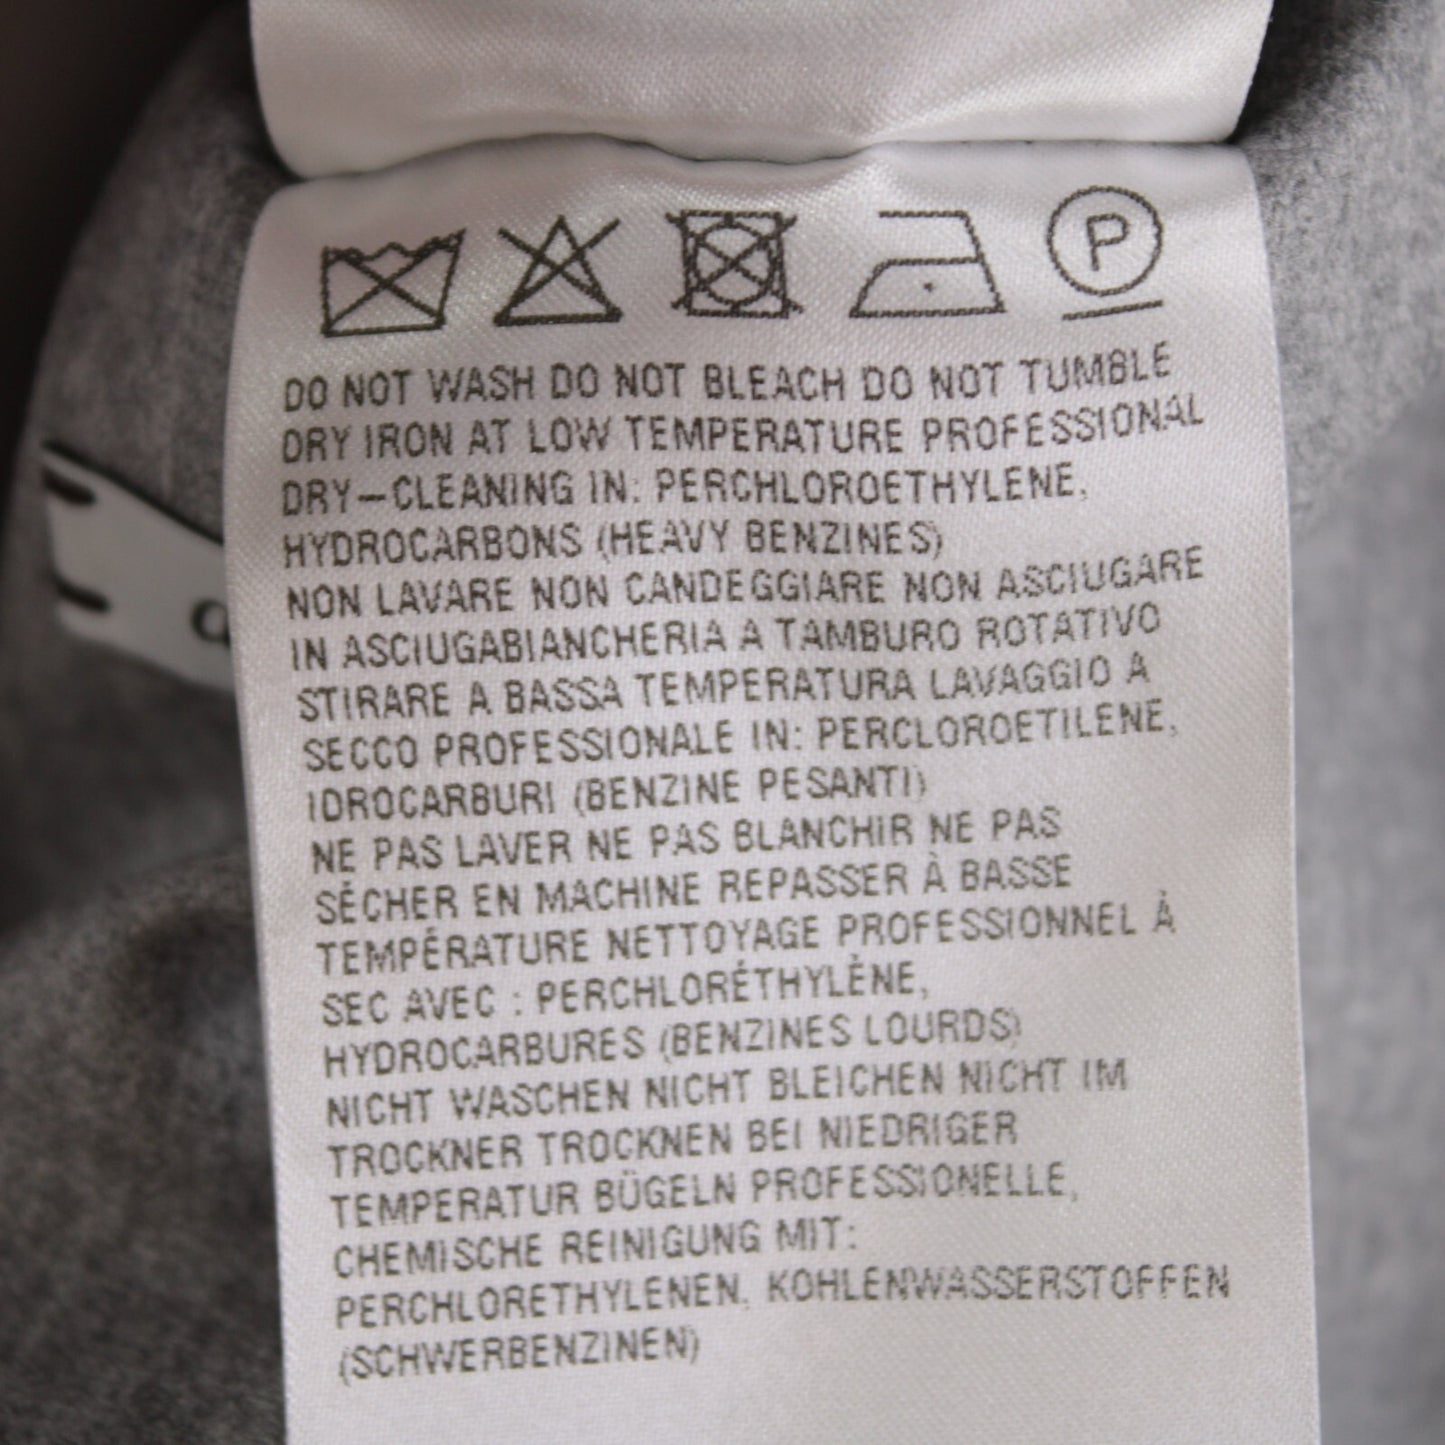 P
DO NOT WASH DO NOT BLEACH DO NOT TUMBLE
DRY IRON AT LOW TEMPERATURE PROFESSIONAL
DRY–CLEANING IN: PERCHLOROETHYLENE,
HYDROCARBONS (HEAVY BENZINES)
NON LAVARE NON CANDEGGIARE NON ASCIUGARE
IN ASCIUGABIANCHERIA A TAMBURO ROTATIVO
STIRARE A BASSA TEMPERATURA LAVAGGIO A
SECCO PROFESSIONALE IN: PERCLOROETILENE,
IDROCARBURI (BENZINE PESANTI)
NE PAS LAVER NE PAS BLANCHIR NE PAS
SÉCHER EN MACHINE REPASSER À BASSE
TEMPÉRATURE NETTOYAGE PROFESSIONNEL À
SEC AVEC : PERCHLORÉTHYLÈNE,
HYDROCARBURES (BENZINES LOURDS)
NICHT WASCHEN NICHT BLEICHEN NICHT IM
TROCKNER TROCKNEN BEI NIEDRIGER
TEMPERATUR BÜGELN PROFESSIONELLE,
CHEMISCHE REINIGUNG MIT:
PERCHLORETHYLENEN, KOHLENWASSERSTOFFEN
(SCHWERBENZINEN)